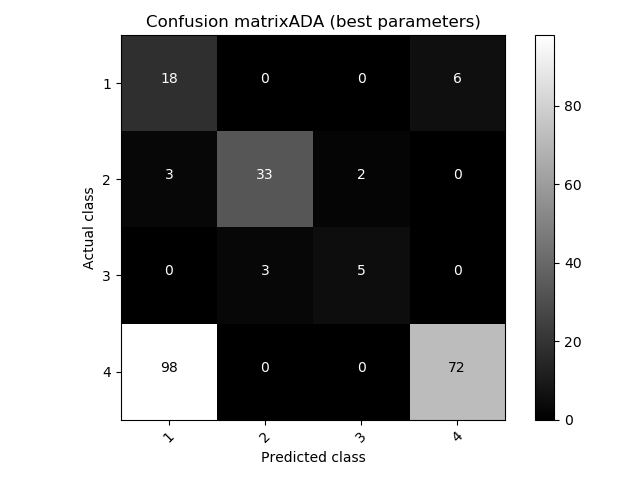 Confusion matrixADA (best parameters)
1 18 0 0 6
2 3 33 2 0
3 0 3 5 0
4 98 0 0 72
1 2 3 4
Actual class
Predicted class
80
60
40
20
0